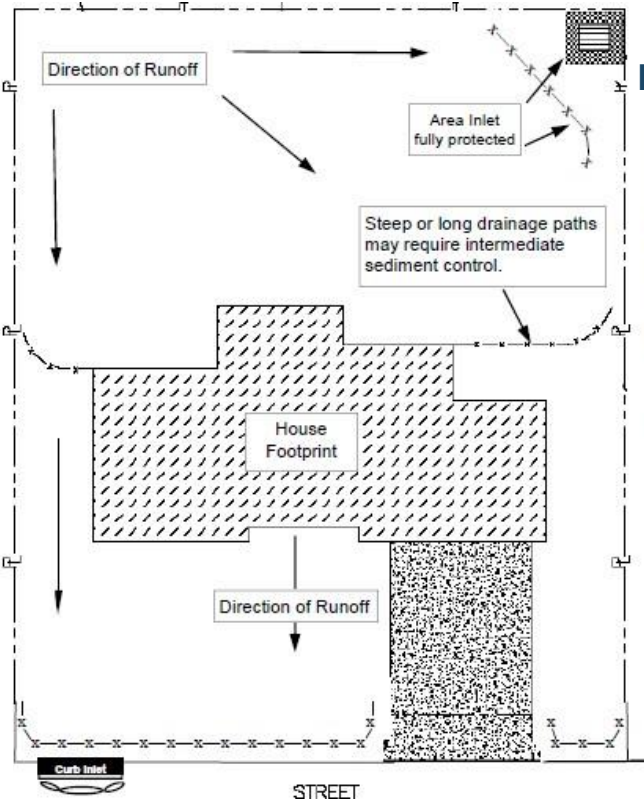 Direction of Runoff
Area Inlet
fully protected
Steep or long drainage paths
may require intermediate
sediment control.
House
Footprint
Direction of Runoff
Curb Inlet
STREET